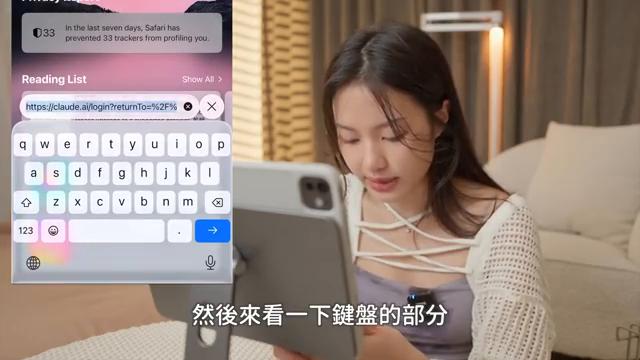 33
In the last seven days, Safari has
prevented 33 trackers from profiling you.
Reading List
Show All >
https://claude.ai/login?returnTo=%2F%
q w e r t y u i o p
a s d f g h j k l
z x c v b n m
123
.
然後來看一下鍵盤的部分